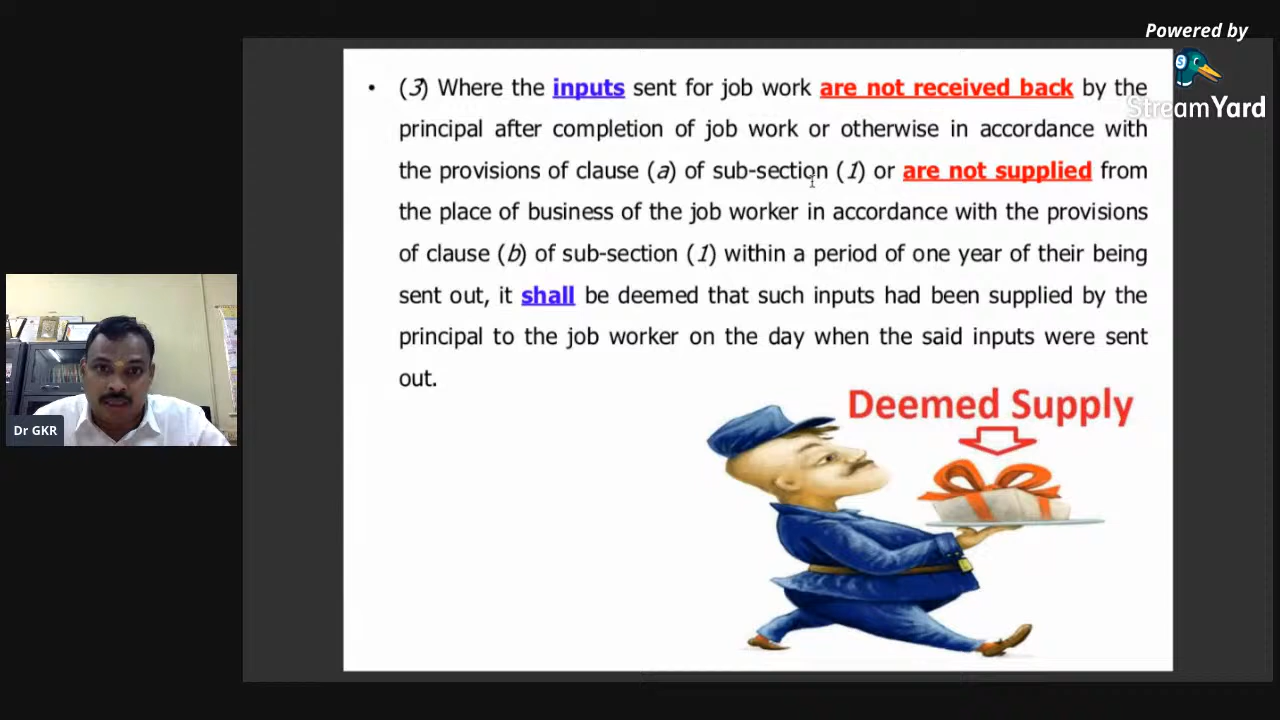 Powered by
StreamYard
• (3) Where the inputs sent for job work are not received back by the
principal after completion of job work or otherwise in accordance with
the provisions of clause (a) of sub-section (1) or are not supplied from
the place of business of the job worker in accordance with the provisions
of clause (b) of sub-section (1) within a period of one year of their being
sent out, it shall be deemed that such inputs had been supplied by the
principal to the job worker on the day when the said inputs were sent
out.
Deemed Supply
Dr GKR